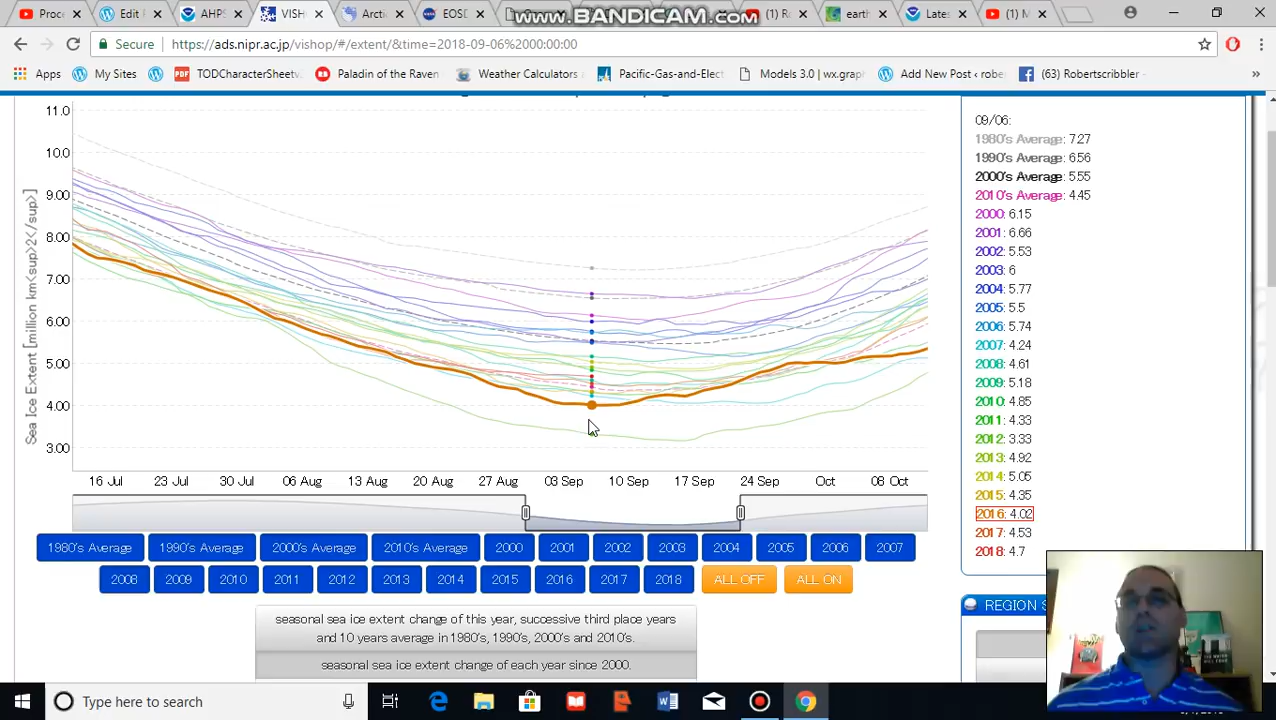 Proc
Edit
AHPS
VISH
Arctic
EOSD
www.BANDICAM.com
R
earth
Lates
(M
Secure
https://ads.nipr.ac.jp/vishop/#/extent/&time=2018-09-06%2000:00:00
Apps
My Sites
TODCharacterSheetv
Paladin of the Raven
Weather Calculators
Pacific-Gas-and-Elec
Models 3.0 | wx.grap
Add New Post ‹ rober
(63) Robertscribbler -
»
11.0
10.0
9.00
8.00
7.00
6.00
5.00
4.00
3.00
Sea Ice Extent [million km<sup>2</sup>]
16 Jul
23 Jul
30 Jul
06 Aug
13 Aug
20 Aug
27 Aug
03 Sep
10 Sep
17 Sep
24 Sep
Oct
08 Oct
09/06:
1980's Average: 7.27
1990's Average: 6.56
2000's Average: 5.55
2010's Average: 4.45
2000: 6.15
2001: 6.66
2002: 5.53
2003: 6
2004: 5.77
2005: 5.5
2006: 5.74
2007: 4.24
2008: 4.61
2009: 5.18
2010: 4.85
2011: 4.33
2012: 3.33
2013: 4.92
2014: 5.05
2015: 4.35
2016: 4.02
2017: 4.53
2018: 4.7
1980's Average
1990's Average
2000's Average
2010's Average
2000
2001
2002
2003
2004
2005
2006
2007
2008
2009
2010
2011
2012
2013
2014
2015
2016
2017
2018
ALL OFF
ALL ON
seasonal sea ice extent change of this year, successive third place years
and 10 years average in 1980's, 1990's, 2000's and 2010's.
seasonal sea ice extent change of each year since 2000.
REGION S
Type here to search